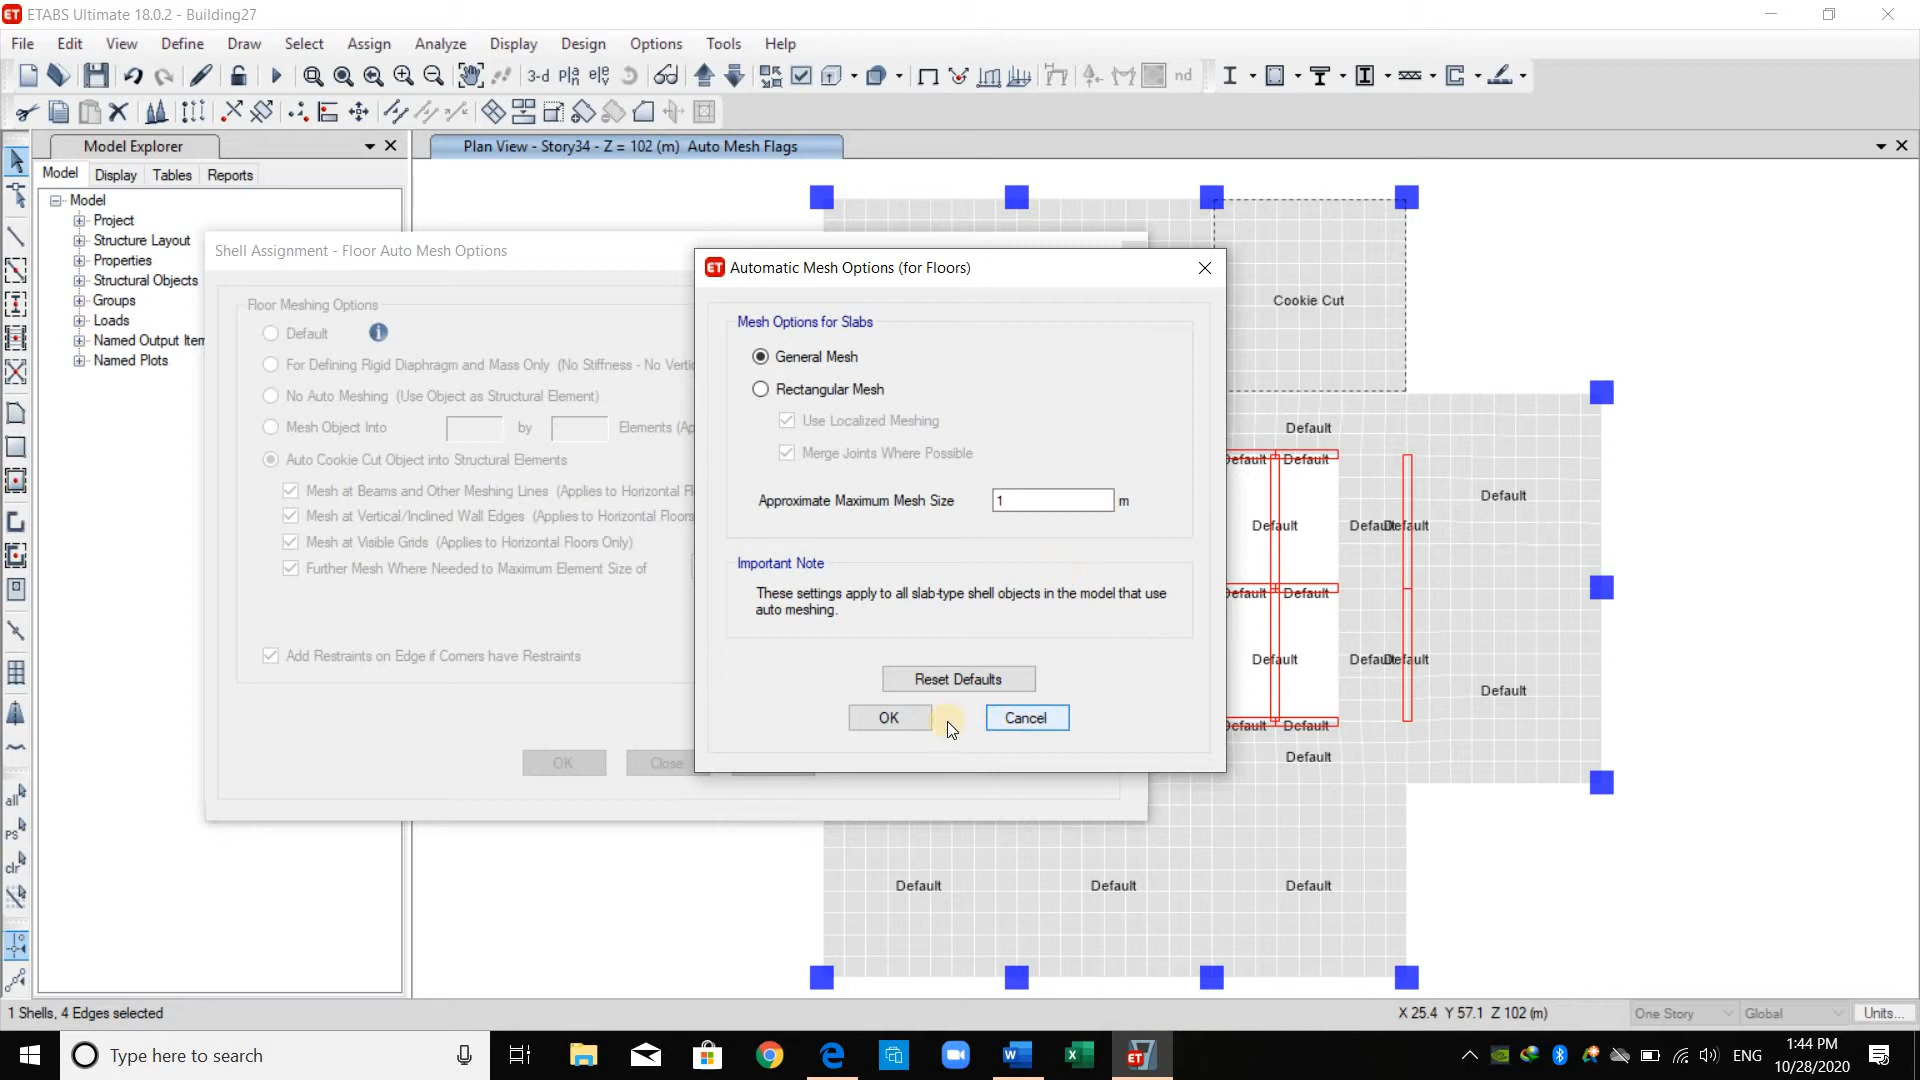 ETABS Ultimate 18.0.2 - Building27
File Edit View Define Draw Select Assign Analyze Display Design Options Tools Help
3-d
nd
Model Explorer
Plan View - Story34 - Z = 102 (m) Auto Mesh Flags
Model Display Tables Reports
Model
Project
Structure Layout
Properties
Structural Objects
Groups
Loads
Named Output Item
Named Plots
Shell Assignment - Floor Auto Mesh Options
Floor Meshing Options
Default
For Defining Rigid Diaphragm and Mass Only (No Stiffness - No Verti
No Auto Meshing (Use Object as Structural Element)
Mesh Object Into by Elements (Ap
Auto Cookie Cut Object into Structural Elements
Mesh at Beams and Other Meshing Lines (Applies to Horizontal Fl
Mesh at Vertical/Inclined Wall Edges (Applies to Horizontal Floors
Mesh at Visible Grids (Applies to Horizontal Floors Only)
Further Mesh Where Needed to Maximum Element Size of
Add Restraints on Edge if Corners have Restraints
OK Close
ET Automatic Mesh Options (for Floors)
Mesh Options for Slabs
General Mesh
Rectangular Mesh
Use Localized Meshing
Merge Joints Where Possible
Approximate Maximum Mesh Size 1 m
Important Note
These settings apply to all slab-type shell objects in the model that use
auto meshing.
Reset Defaults
OK Cancel
Cookie Cut
Default
Default Default
Default
Default Default Default
Default Default
Default Default Default
Default
Default Default
Default
Default Default Default
all
PS
clr
1 Shells, 4 Edges selected
X 25.4 Y 57.1 Z 102 (m)
One Story Global Units...
Type here to search
ENG
1:44 PM
10/28/2020